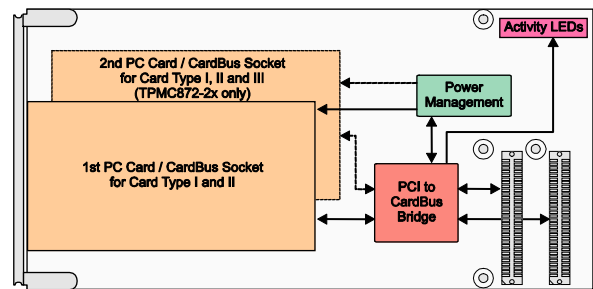 Activity LEDs
2nd PC Card / CardBus Socket
for Card Type I, II and III
(TPMC872-2x only)
Power
Management
1st PC Card / CardBus Socket
for Card Type I and II
PCI to
CardBus
Bridge